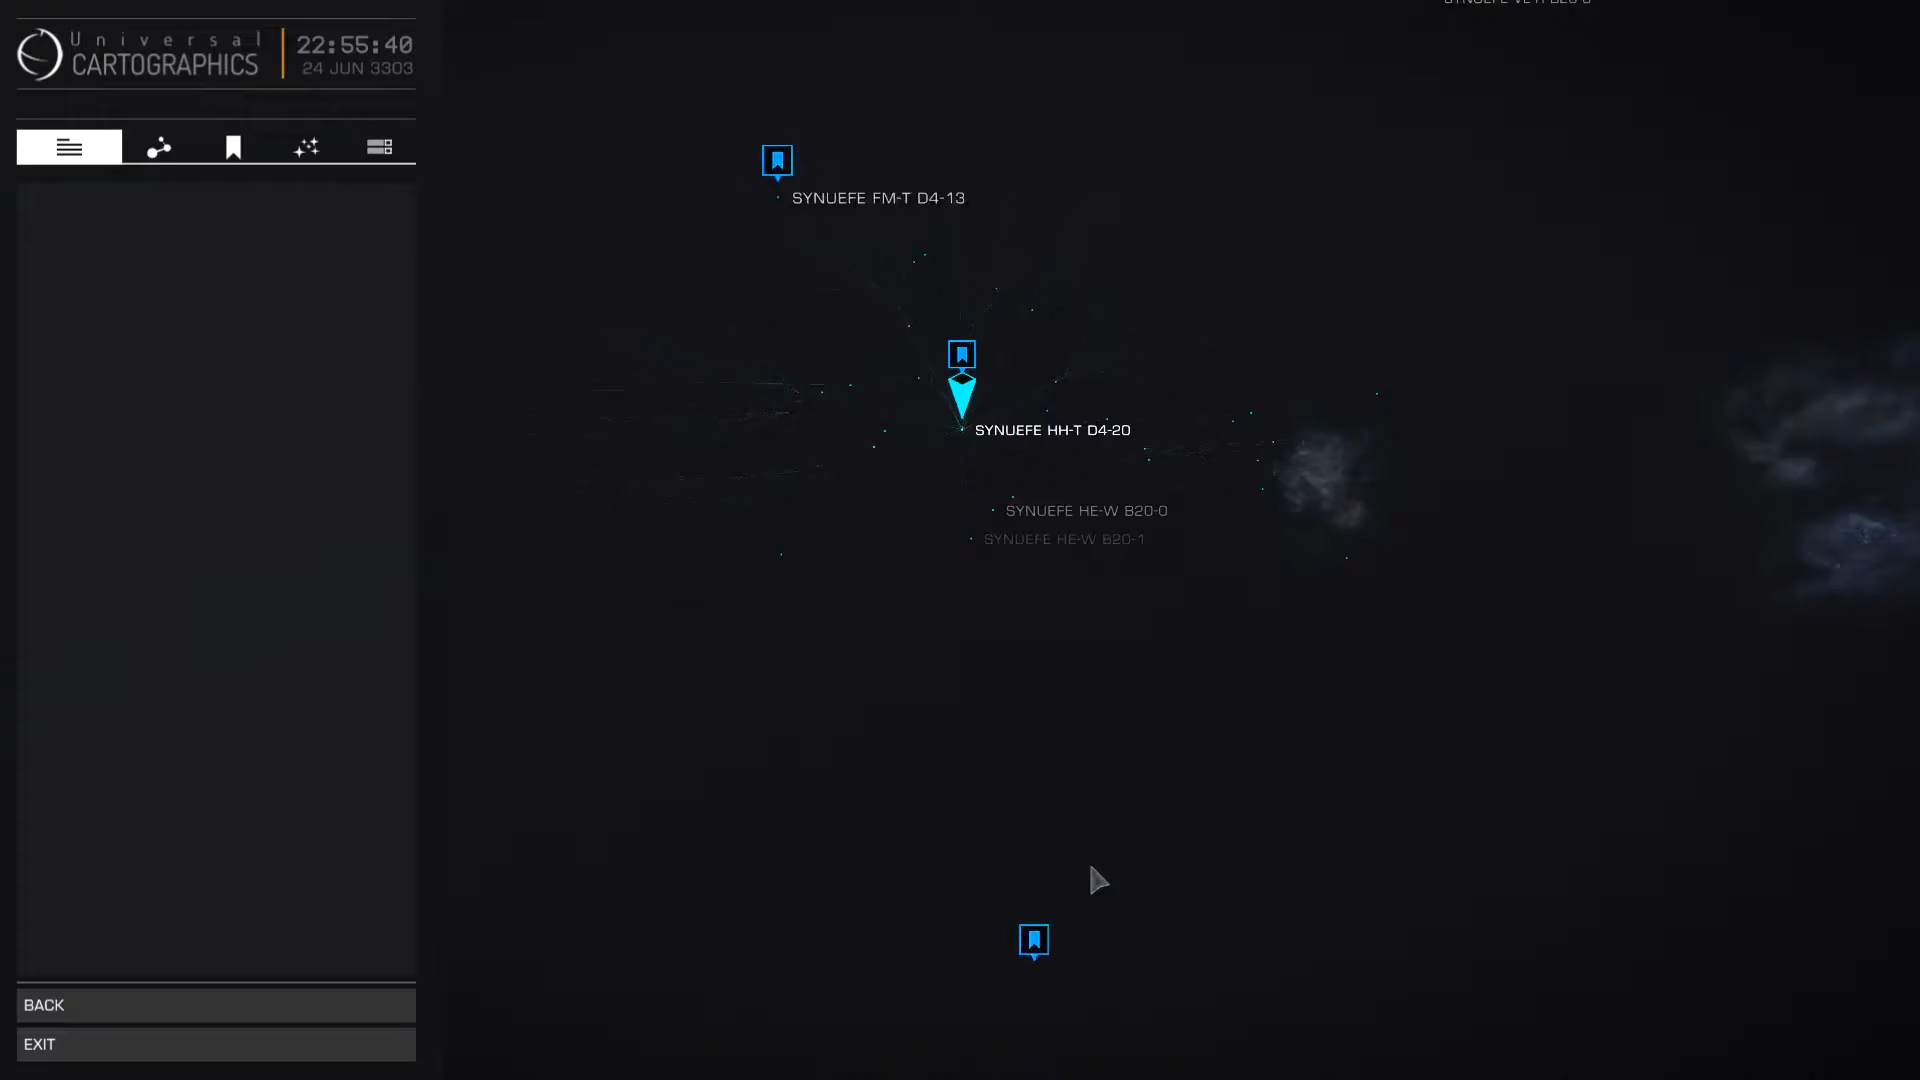 Universal
CARTOGRAPHICS
22:55:40
24 JUN 3303
SYNUEFE FM-T D4-13
SYNUEFE HH-T D4-20
SYNUEFE HE-W B20-0
SYNUEFE HE-W B20-1
BACK
EXIT